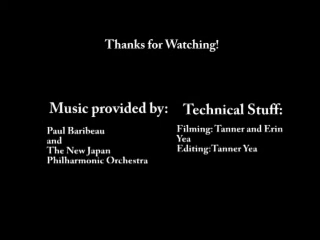 Thanks for Watching!
Music provided by:
Paul Baribeau
and
The New Japan
Philharmonic Orchestra
Technical Stuff:
Filming: Tanner and Erin
Yea
Editing: Tanner Yea